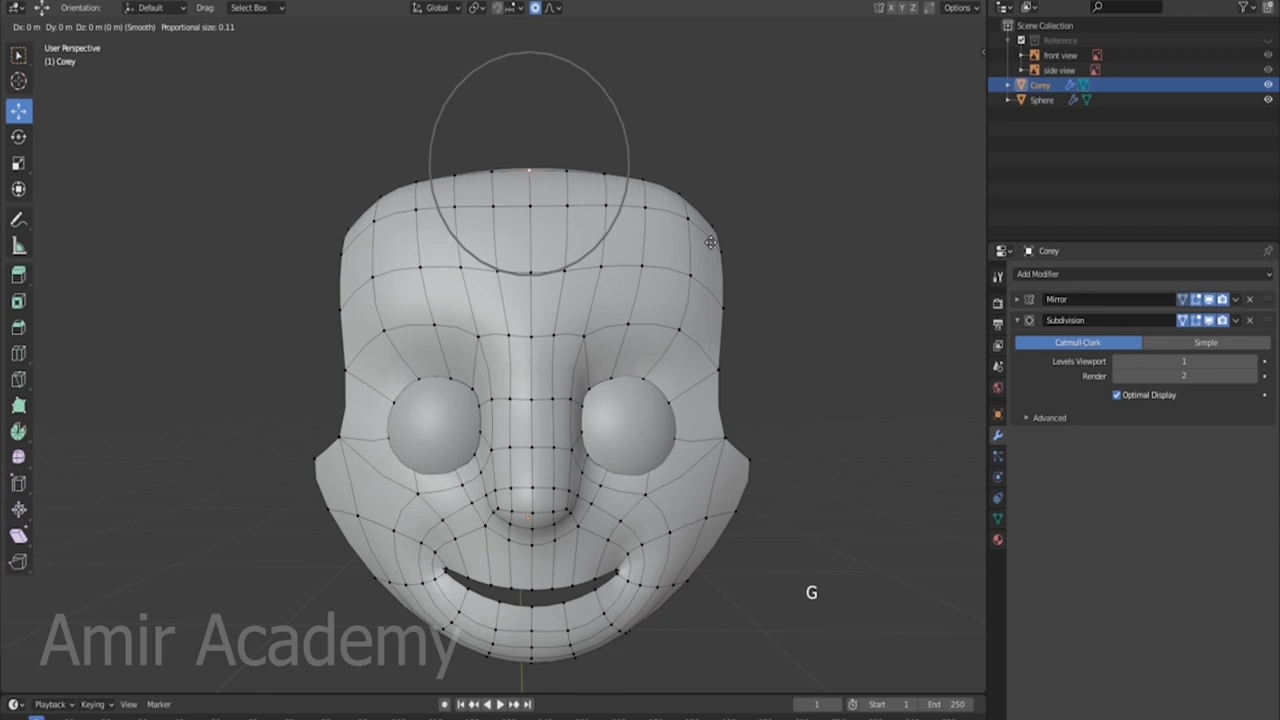 Orientation: Default Drag: Select Box Global X Y Z Options
Dx: 0 m Dy: 0 m Dz: 0 m (0 m) (Smooth) Proportional size: 0.11
User Perspective
(1) Corey
Scene Collection
Reference
front view
side view
Corey
Sphere
Corey
Add Modifier
Mirror
Subdivision
Catmull-Clark Simple
Levels Viewport 1
Render 2
Optimal Display
Advanced
G
Amir Academy
Playback Keying View Marker 1 Start 1 End 250